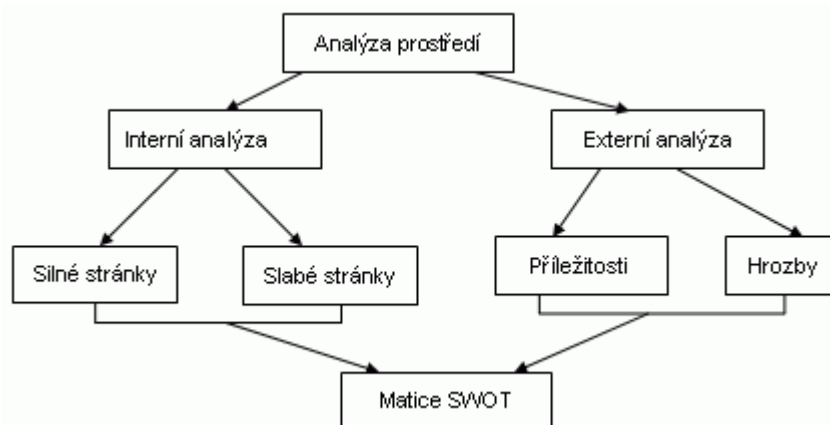 Analýza prostředí
Interní analýza
Externí analýza
Silné stránky
Slabé stránky
Příležitosti
Hrozby
Matice SWOT